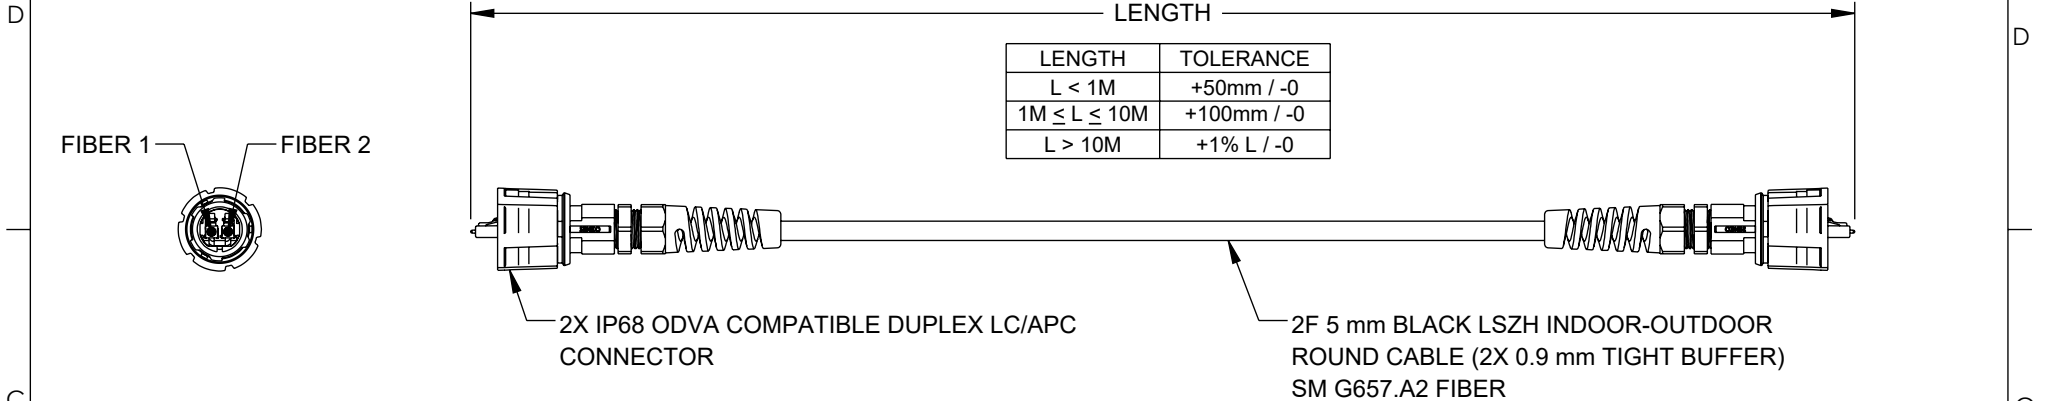 D
LENGTH
D
LENGTH TOLERANCE
L < 1M +50mm / -0
1M ≤ L ≤ 10M +100mm / -0
L > 10M +1% L / -0
FIBER 1
FIBER 2
2X IP68 ODVA COMPATIBLE DUPLEX LC/APC
CONNECTOR
2F 5 mm BLACK LSZH INDOOR-OUTDOOR
ROUND CABLE (2X 0.9 mm TIGHT BUFFER)
SM G657.A2 FIBER